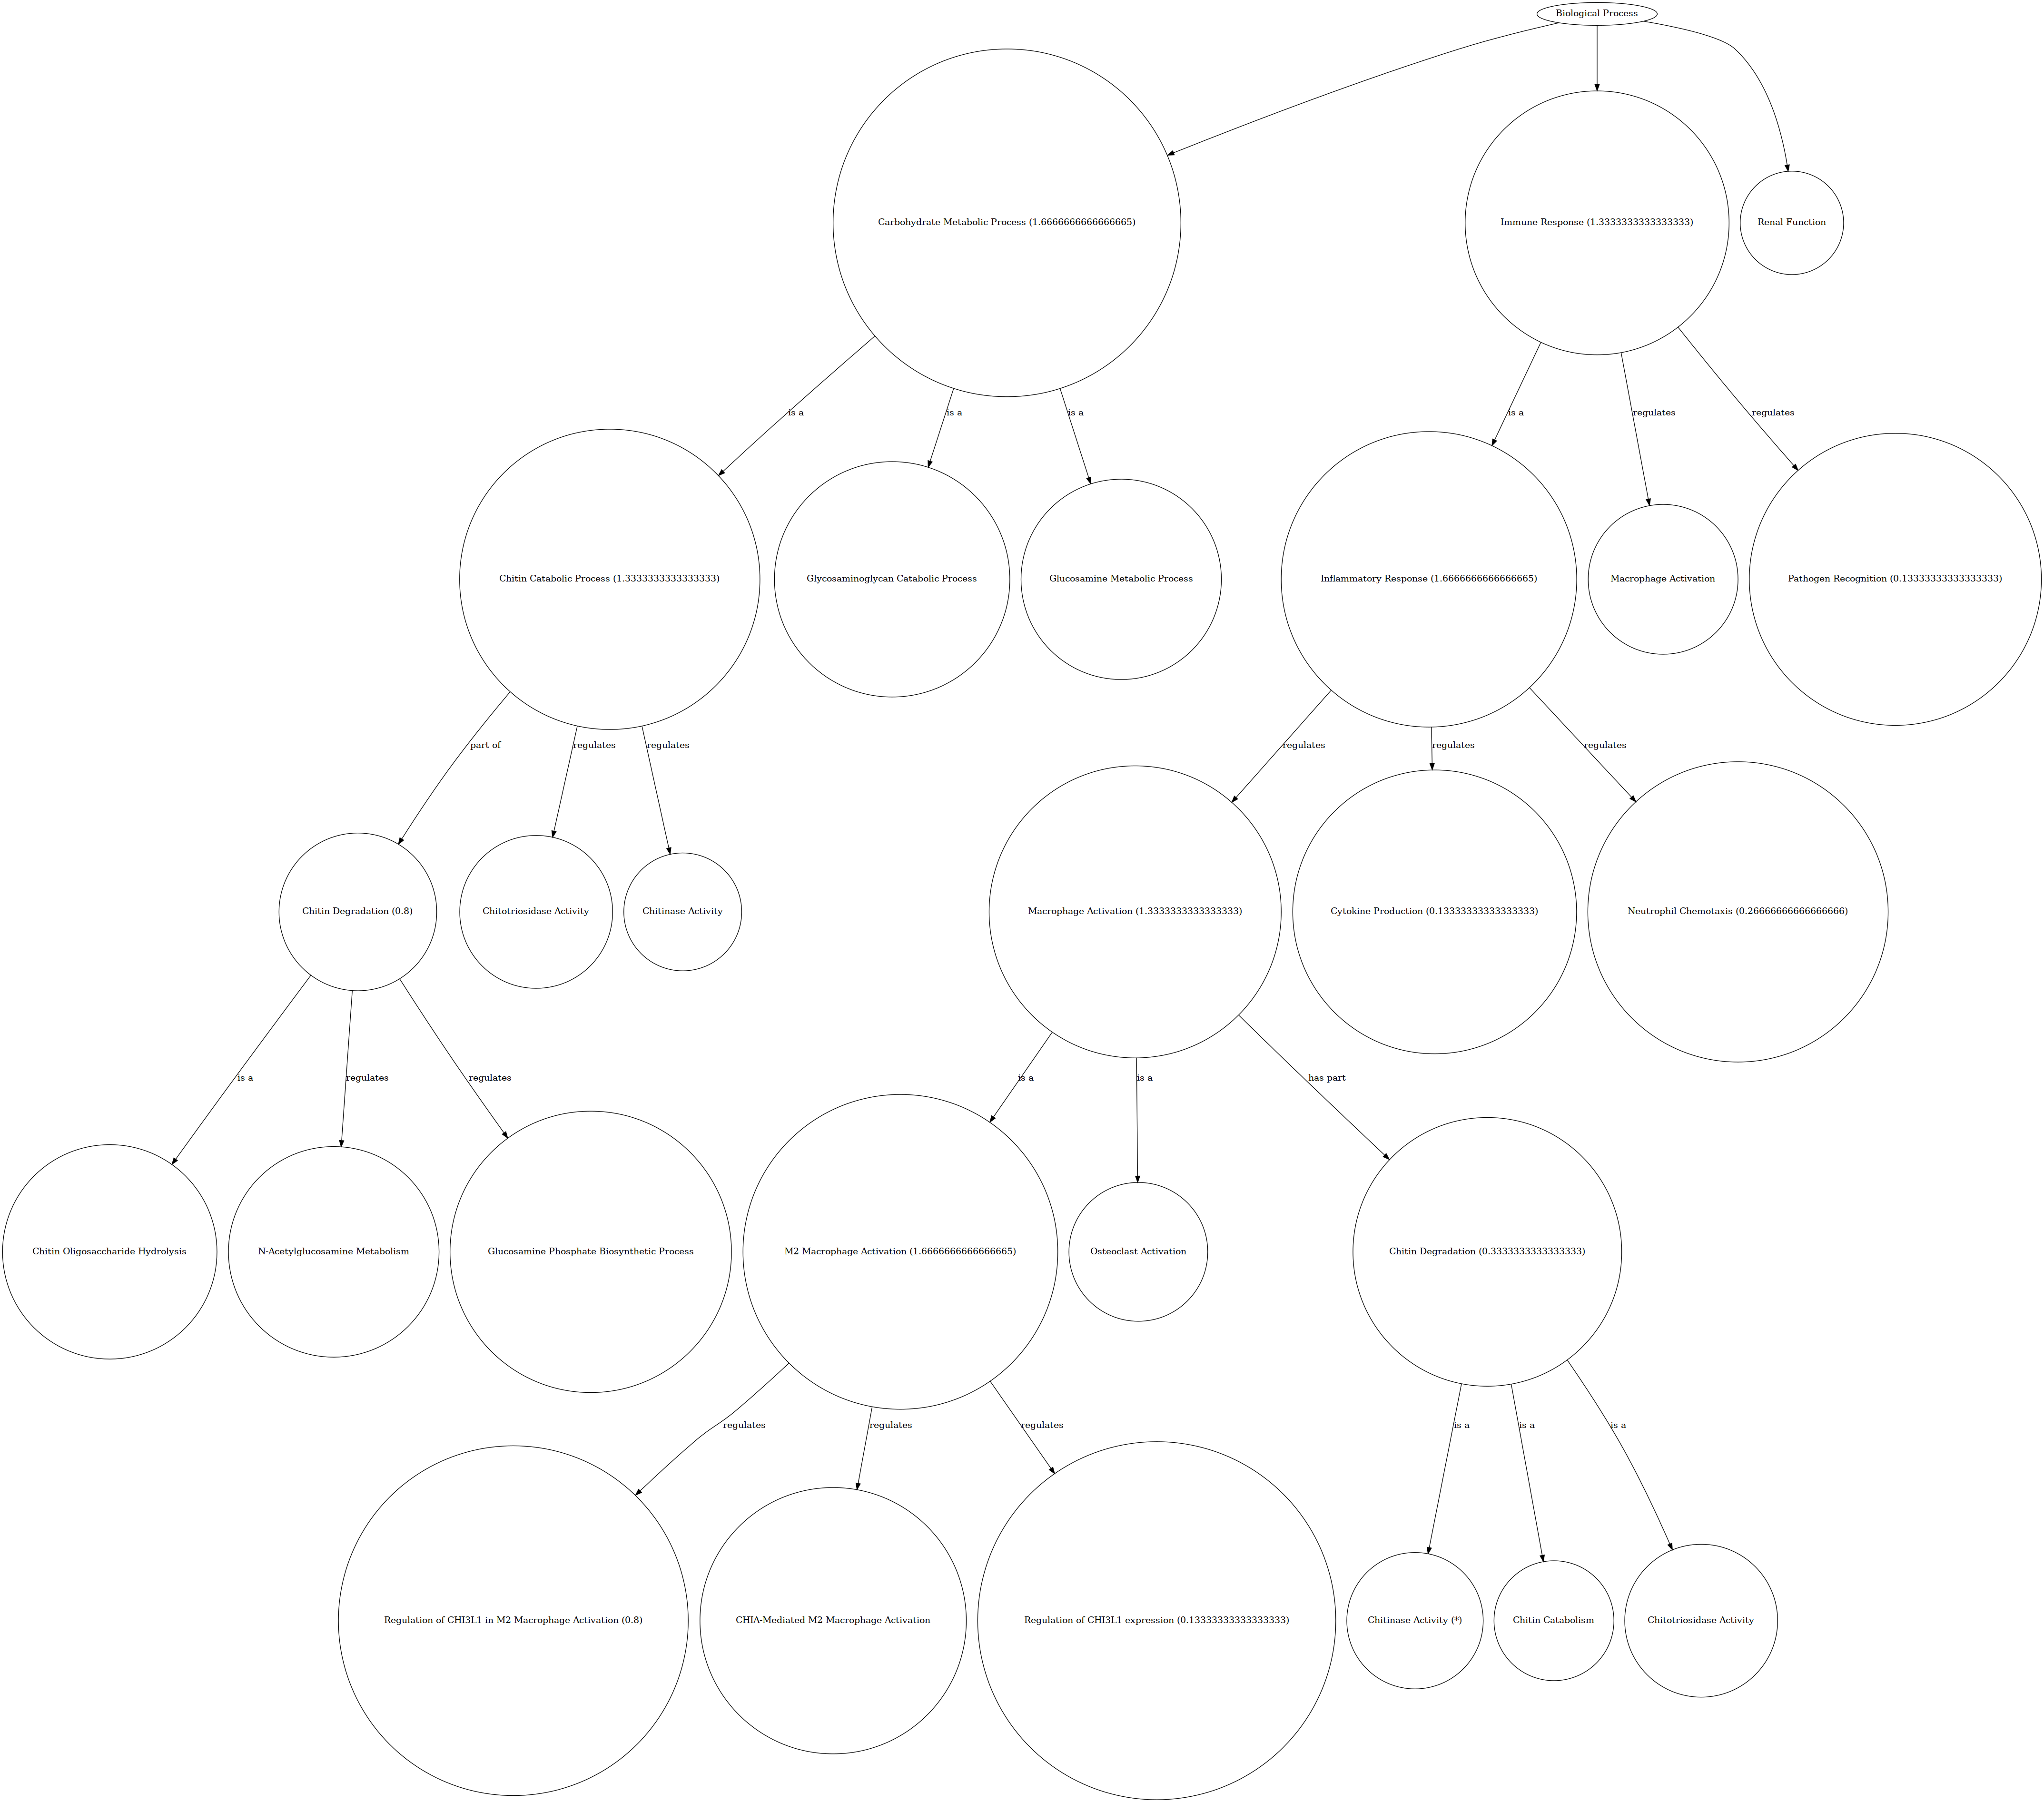 Biological Process
Carbohydrate Metabolic Process (1.6666666666666665)
Immune Response (1.3333333333333333)
Renal Function
is a
is a
is a
is a
regulates
regulates
Chitin Catabolic Process (1.3333333333333333)
Glycosaminoglycan Catabolic Process
Glucosamine Metabolic Process
Inflammatory Response (1.6666666666666665)
Macrophage Activation
Pathogen Recognition (0.13333333333333333)
part of
regulates
regulates
regulates
regulates
regulates
Chitin Degradation (0.8)
Chitotriosidase Activity
Chitinase Activity
Macrophage Activation (1.3333333333333333)
Cytokine Production (0.13333333333333333)
Neutrophil Chemotaxis (0.26666666666666666)
is a
regulates
regulates
is a
is a
has part
Chitin Oligosaccharide Hydrolysis
N-Acetylglucosamine Metabolism
Glucosamine Phosphate Biosynthetic Process
M2 Macrophage Activation (1.6666666666666665)
Osteoclast Activation
Chitin Degradation (0.3333333333333333)
regulates
regulates
regulates
is a
is a
is a
Regulation of CHI3L1 in M2 Macrophage Activation (0.8)
CHIA-Mediated M2 Macrophage Activation
Regulation of CHI3L1 expression (0.13333333333333333)
Chitinase Activity (*)
Chitin Catabolism
Chitotriosidase Activity